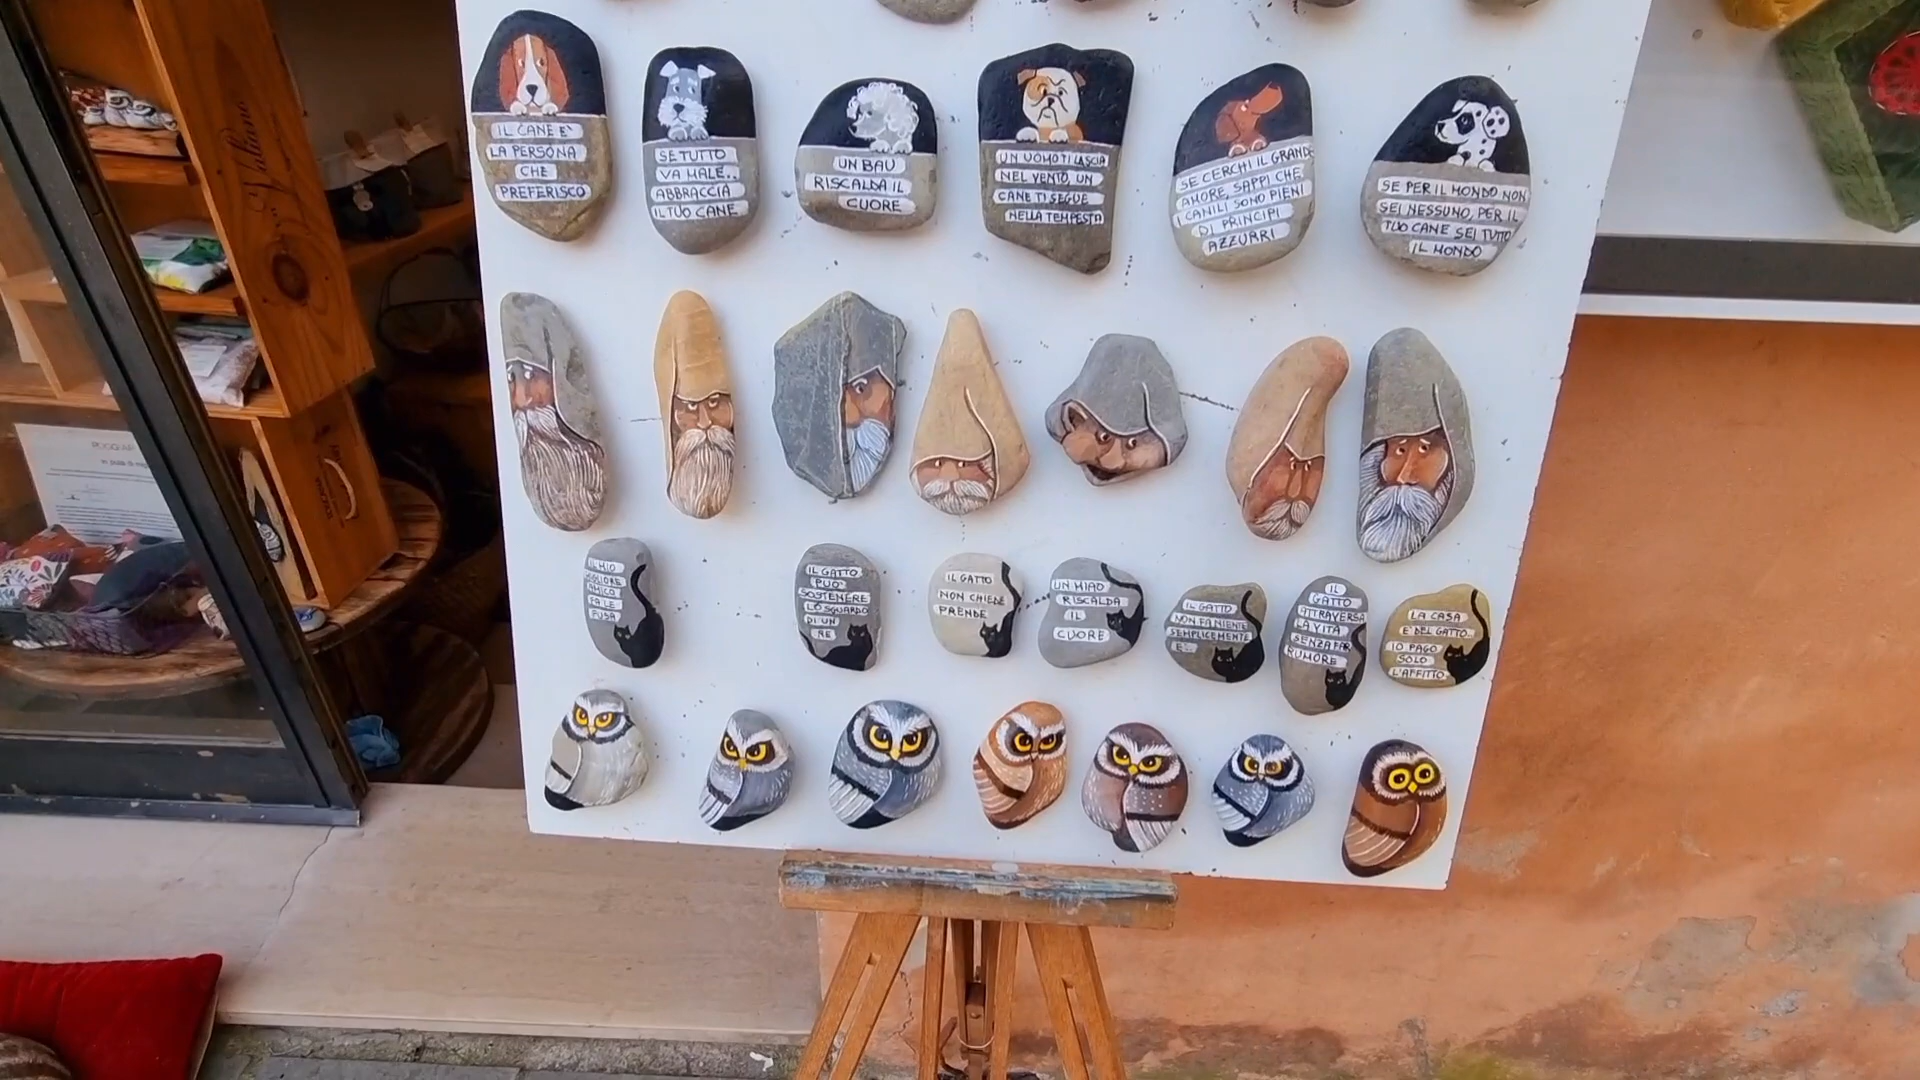 IL CANE E'
LA PERSONA
CHE
PREFERISCO
SE TUTTO
VA MALE..
ABBRACCIA
IL TUO CANE
UN BAU
RISCALDA IL
CUORE
UN UOMO TI LASCIA
NEL VENTO, UN
CANE TI SEGUE
NELLA TEMPESTA
SE CERCHI IL GRANDE
AMORE, SAPPI CHE
I CANILI SONO PIENI
DI PRINCIPI
AZZURRI
SE PER IL MONDO NON
SEI NESSUNO, PER IL
TUO CANE SEI TUTTO
IL MONDO
IL MIO
MIGLIORE
AMICO
FA LE
FUSA
IL GATTO
PUO'
SOSTENERE
LO SGUARDO
DI UN
RE
IL GATTO
NON CHIEDE
PRENDE
UN MIAO
RISCALDA
IL
CUORE
IL GATTO
NON FA NIENTE
SEMPLICEMENTE
E'..
IL
GATTO
ATTRAVERSA
LA VITA
SENZA FAR
RUMORE
LA CASA
E' DEL GATTO..
IO PAGO
SOLO
L'AFFITTO